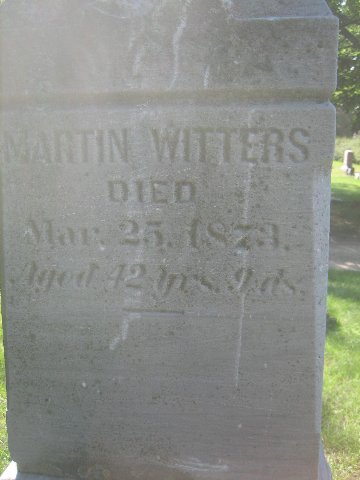 MARTIN WITTERS
DIED
Mar. 25. 1873.
Aged 42 yrs. 9 ds.